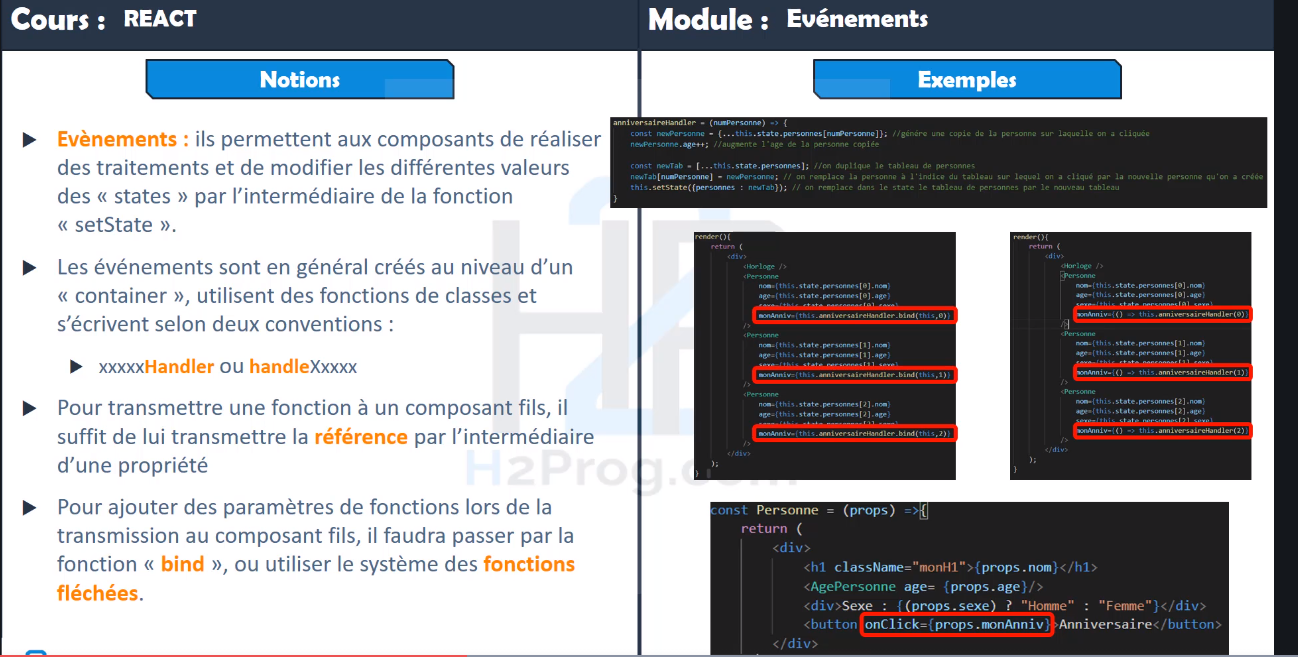 Cours : REACT
Module : Evénements
Notions
Evènements : ils permettent aux composants de réaliser
des traitements et de modifier les différentes valeurs
des « states » par l’intermédiaire de la fonction
« setState ».
Les événements sont en général créés au niveau d’un
« container », utilisent des fonctions de classes et
s’écrivent selon deux conventions :
xxxxxHandler ou handleXxxxx
Pour transmettre une fonction à un composant fils, il
suffit de lui transmettre la référence par l’intermédiaire
d’une propriété
Pour ajouter des paramètres de fonctions lors de la
transmission au composant fils, il faudra passer par la
fonction « bind », ou utiliser le système des fonctions
fléchées.
Exemples
anniversaireHandler = (numPersonne) => {
const newPersonne = {...this.state.personnes[numPersonne]}; //génére une copie de la personne sur laquelle on a cliquée
newPersonne.age++; //augmente l'age de la personne copiée
const newTab = [...this.state.personnes]; //on duplique le tableau de personnes
newTab[numPersonne] = newPersonne; // on remplace la personne à l'indice du tableau sur lequel on a cliqué par la nouvelle personne qu'on a créée
this.setState({personnes : newTab}); // on remplace dans le state le tableau de personnes par le nouveau tableau
}
render(){
return (
<div>
<Horloge />
<Personne
nom={this.state.personnes[0].nom}
age={this.state.personnes[0].age}
sexe={this.state.personnes[0].sexe}
monAnniv={this.anniversaireHandler.bind(this,0)}
/>
<Personne
nom={this.state.personnes[1].nom}
age={this.state.personnes[1].age}
sexe={this.state.personnes[1].sexe}
monAnniv={this.anniversaireHandler.bind(this,1)}
/>
<Personne
nom={this.state.personnes[2].nom}
age={this.state.personnes[2].age}
sexe={this.state.personnes[2].sexe}
monAnniv={this.anniversaireHandler.bind(this,2)}
/>
</div>
);
}
render(){
return (
<div>
<Horloge />
<Personne
nom={this.state.personnes[0].nom}
age={this.state.personnes[0].age}
sexe={this.state.personnes[0].sexe}
monAnniv={() => this.anniversaireHandler(0)}
/>
<Personne
nom={this.state.personnes[1].nom}
age={this.state.personnes[1].age}
sexe={this.state.personnes[1].sexe}
monAnniv={() => this.anniversaireHandler(1)}
/>
<Personne
nom={this.state.personnes[2].nom}
age={this.state.personnes[2].age}
sexe={this.state.personnes[2].sexe}
monAnniv={() => this.anniversaireHandler(2)}
/>
</div>
);
}
const Personne = (props) =>{
return (
<div>
<h1 className="monH1">{props.nom}</h1>
<AgePersonne age= {props.age}/>
<div>Sexe : {(props.sexe) ? "Homme" : "Femme"}</div>
<button onClick={props.monAnniv}>Anniversaire</button>
</div>
H2Prog.com